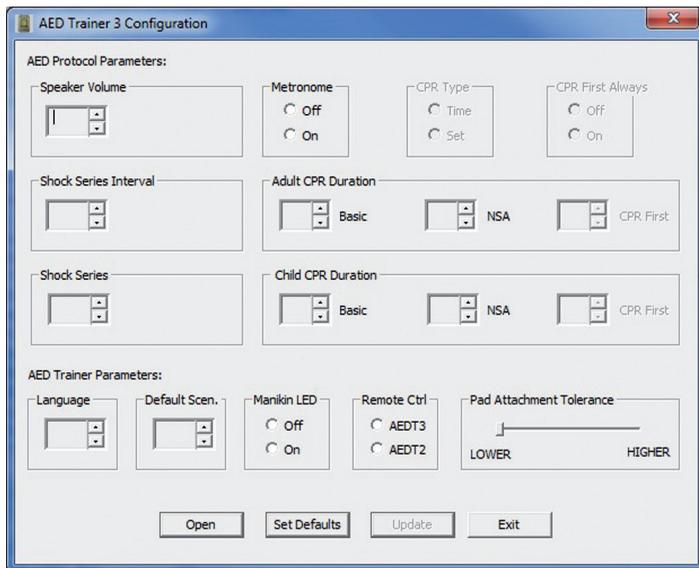 AED Trainer 3 Configuration
AED Protocol Parameters:
Speaker Volume Metronome CPR Type CPR First Always
Off Time Off
On Set On
Shock Series Interval Adult CPR Duration
Basic NSA CPR First
Shock Series Child CPR Duration
Basic NSA CPR First
AED Trainer Parameters:
Language Default Scen. Manikin LED Remote Ctrl Pad Attachment Tolerance
Off AEDT3
On AEDT2 LOWER HIGHER
Open Set Defaults Update Exit